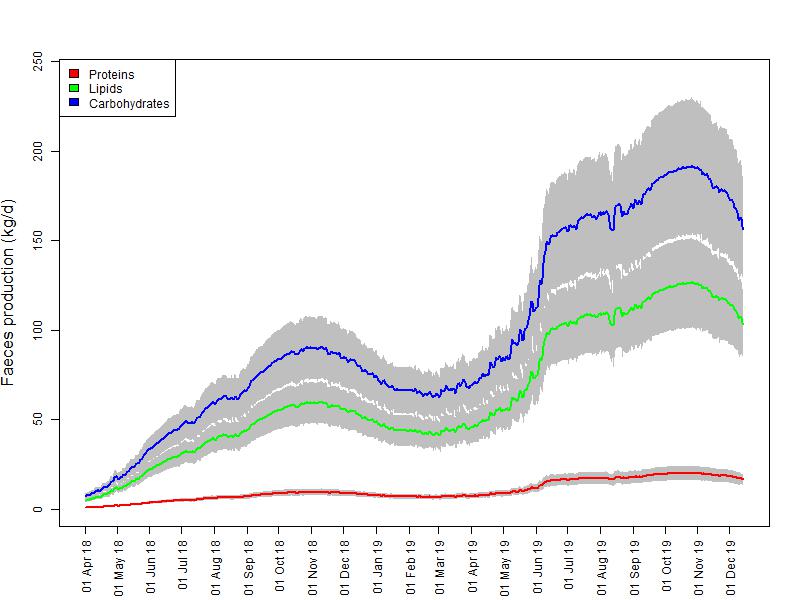 Proteins
Lipids
Carbohydrates
Faeces production (kg/d)
250
200
150
100
50
0
01 Apr 18
01 May 18
01 Jun 18
01 Jul 18
01 Aug 18
01 Sep 18
01 Oct 18
01 Nov 18
01 Dec 18
01 Jan 19
01 Feb 19
01 Mar 19
01 Apr 19
01 May 19
01 Jun 19
01 Jul 19
01 Aug 19
01 Sep 19
01 Oct 19
01 Nov 19
01 Dec 19